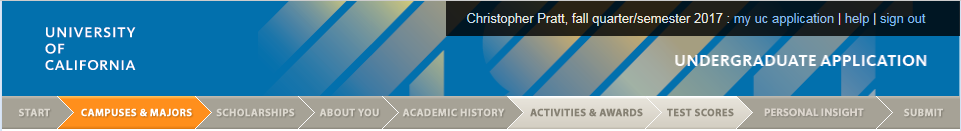 Christopher Pratt, fall quarter/semester 2017 : my uc application | help | sign out
UNIVERSITY
OF
CALIFORNIA
UNDERGRADUATE APPLICATION
START CAMPUSES & MAJORS SCHOLARSHIPS ABOUT YOU ACADEMIC HISTORY ACTIVITIES & AWARDS TEST SCORES PERSONAL INSIGHT SUBMIT